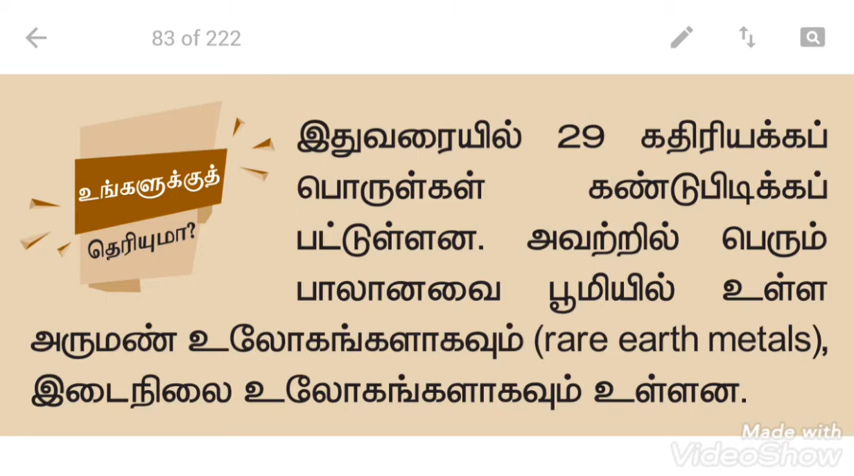 83 of 222
உங்களுக்குத்
தெரியுமா?
இதுவரையில் 29 கதிரியக்கப்
பொருள்கள் கண்டுபிடிக்கப்
பட்டுள்ளன. அவற்றில் பெரும்
பாலானவை பூமியில் உள்ள
அருமண் உலோகங்களாகவும் (rare earth metals),
இடைநிலை உலோகங்களாகவும் உள்ளன.
Made with
VideoShow